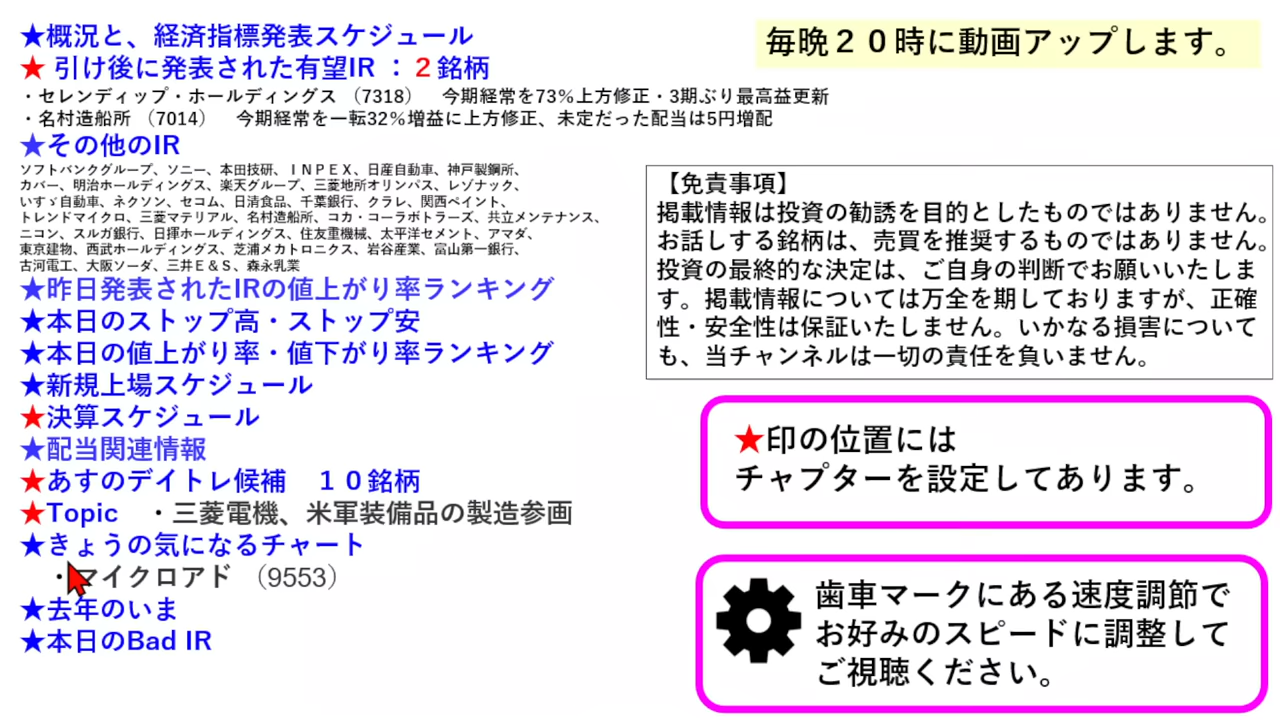 ★概況と、経済指標発表スケジュール
★ 引け後に発表された有望IR ：２銘柄
・セレンディップ・ホールディングス （7318）　今期経常を73%上方修正・3期ぶり最高益更新
・名村造船所 （7014）　今期経常を一転32%増益に上方修正、未定だった配当は5円増配
★その他のIR
ソフトバンクグループ、ソニー、本田技研、ＩＮＰＥＸ、日産自動車、神戸製鋼所、
カバー、明治ホールディングス、楽天グループ、三菱地所オリンパス、レゾナック、
いすゞ自動車、ネクソン、セコム、日清食品、千葉銀行、クラレ、関西ペイント、
トレンドマイクロ、三菱マテリアル、名村造船所、コカ・コーラボトラーズ、共立メンテナンス、
ニコン、スルガ銀行、日揮ホールディングス、住友重機械、太平洋セメント、アマダ、
東京建物、西武ホールディングス、芝浦メカトロニクス、岩谷産業、富山第一銀行、
古河電工、大阪ソーダ、三井Ｅ＆Ｓ、森永乳業
★昨日発表されたIRの値上がり率ランキング
★本日のストップ高・ストップ安
★本日の値上がり率・値下がり率ランキング
★新規上場スケジュール
★決算スケジュール
★配当関連情報
★あすのデイトレ候補　１０銘柄
★Topic　・三菱電機、米軍装備品の製造参画
★きょうの気になるチャート
・マイクロアド　（9553）
★去年のいま
★本日のBad IR
毎晩２０時に動画アップします。
【免責事項】
掲載情報は投資の勧誘を目的としたものではありません。
お話しする銘柄は、売買を推奨するものではありません。
投資の最終的な決定は、ご自身の判断でお願いいたしま
す。掲載情報については万全を期しておりますが、正確
性・安全性は保証いたしません。いかなる損害について
も、当チャンネルは一切の責任を負いません。
★印の位置には
チャプターを設定してあります。
歯車マークにある速度調節で
お好みのスピードに調整して
ご視聴ください。